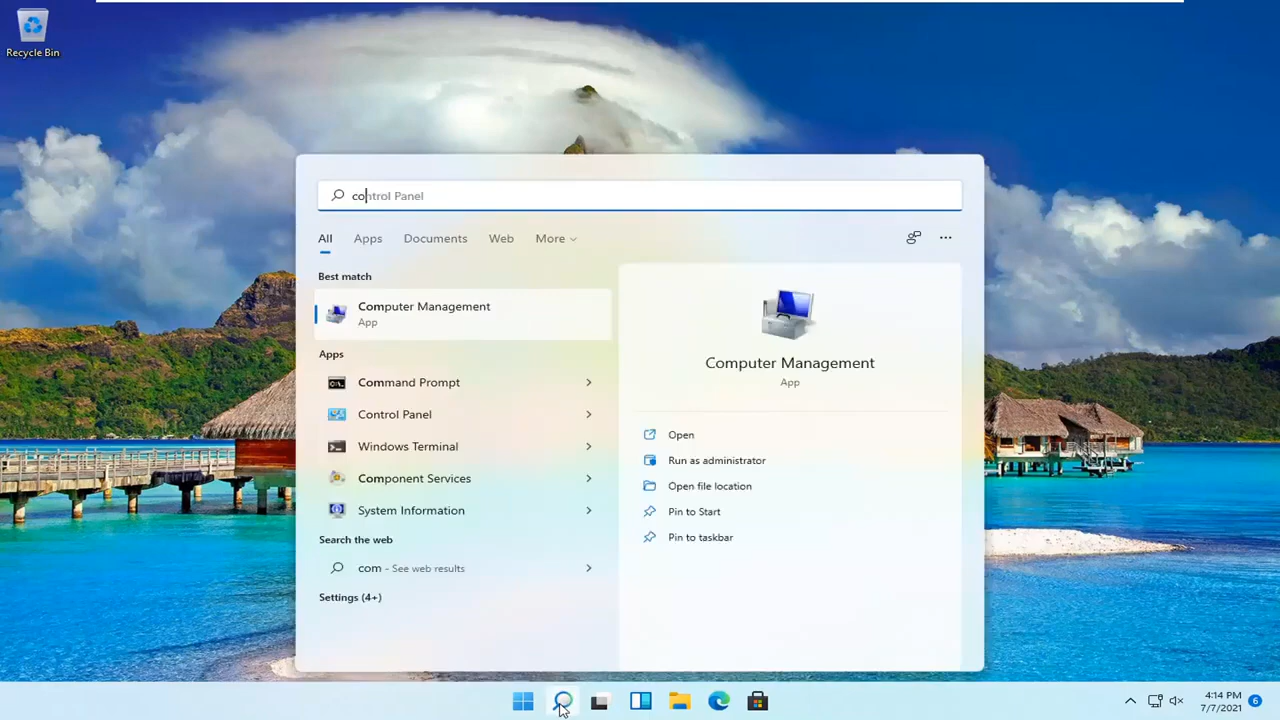 Recycle Bin
control Panel
All Apps Documents Web More
Best match
Computer Management
App
Apps
Command Prompt
Control Panel
Windows Terminal
Component Services
System Information
Search the web
com - See web results
Settings (4+)
Computer Management
App
Open
Run as administrator
Open file location
Pin to Start
Pin to taskbar
4:14 PM
7/7/2021
6